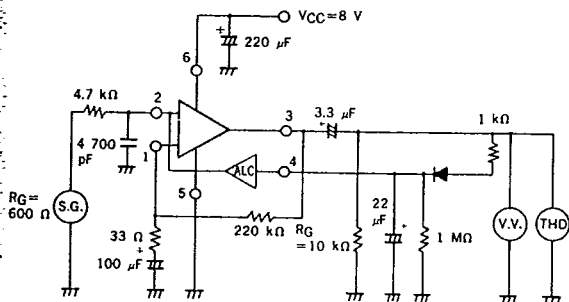 VCC=8 V
220 μF
6
4.7 kΩ
2
3
3.3 μF
1 kΩ
4 700
pF
1
4
ALC
RG=
600 Ω
S.G.
5
220 kΩ
RG
=10 kΩ
22
μF
1 MΩ
V.V.
THD
33 Ω
100 μF
+
+
+
+